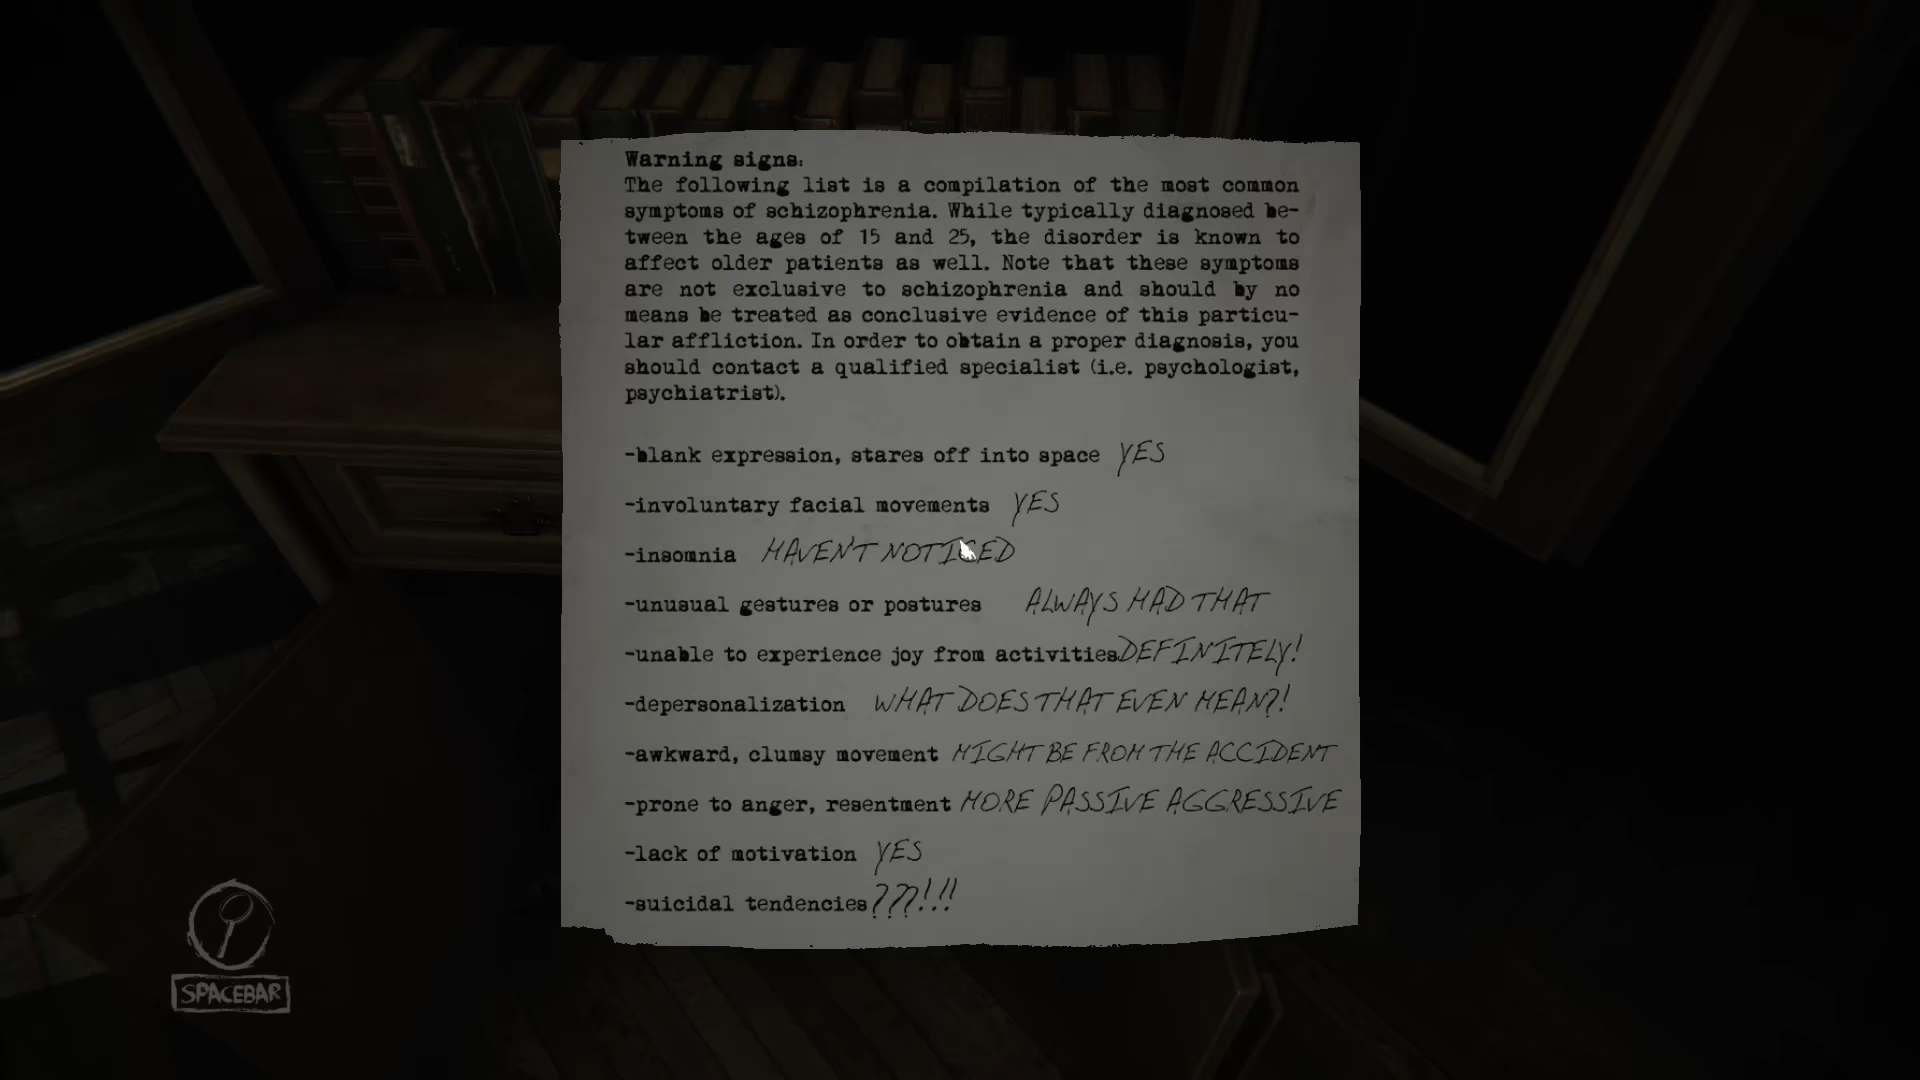 Warning signs:
The following list is a compilation of the most common
symptoms of schizophrenia. While typically diagnosed be-
tween the ages of 15 and 25, the disorder is known to
affect older patients as well. Note that these symptoms
are not exclusive to schizophrenia and should by no
means be treated as conclusive evidence of this particu-
lar affliction. In order to obtain a proper diagnosis, you
should contact a qualified specialist (i.e. psychologist,
psychiatrist).
-blank expression, stares off into space YES
-involuntary facial movements YES
-insomnia HAVEN'T NOTICED
-unusual gestures or postures ALWAYS HAD THAT
-unable to experience joy from activities DEFINITELY!
-depersonalization WHAT DOES THAT EVEN MEAN?!
-awkward, clumsy movement MIGHT BE FROM THE ACCIDENT
-prone to anger, resentment MORE PASSIVE AGGRESSIVE
-lack of motivation YES
-suicidal tendencies ???!!!
SPACEBAR